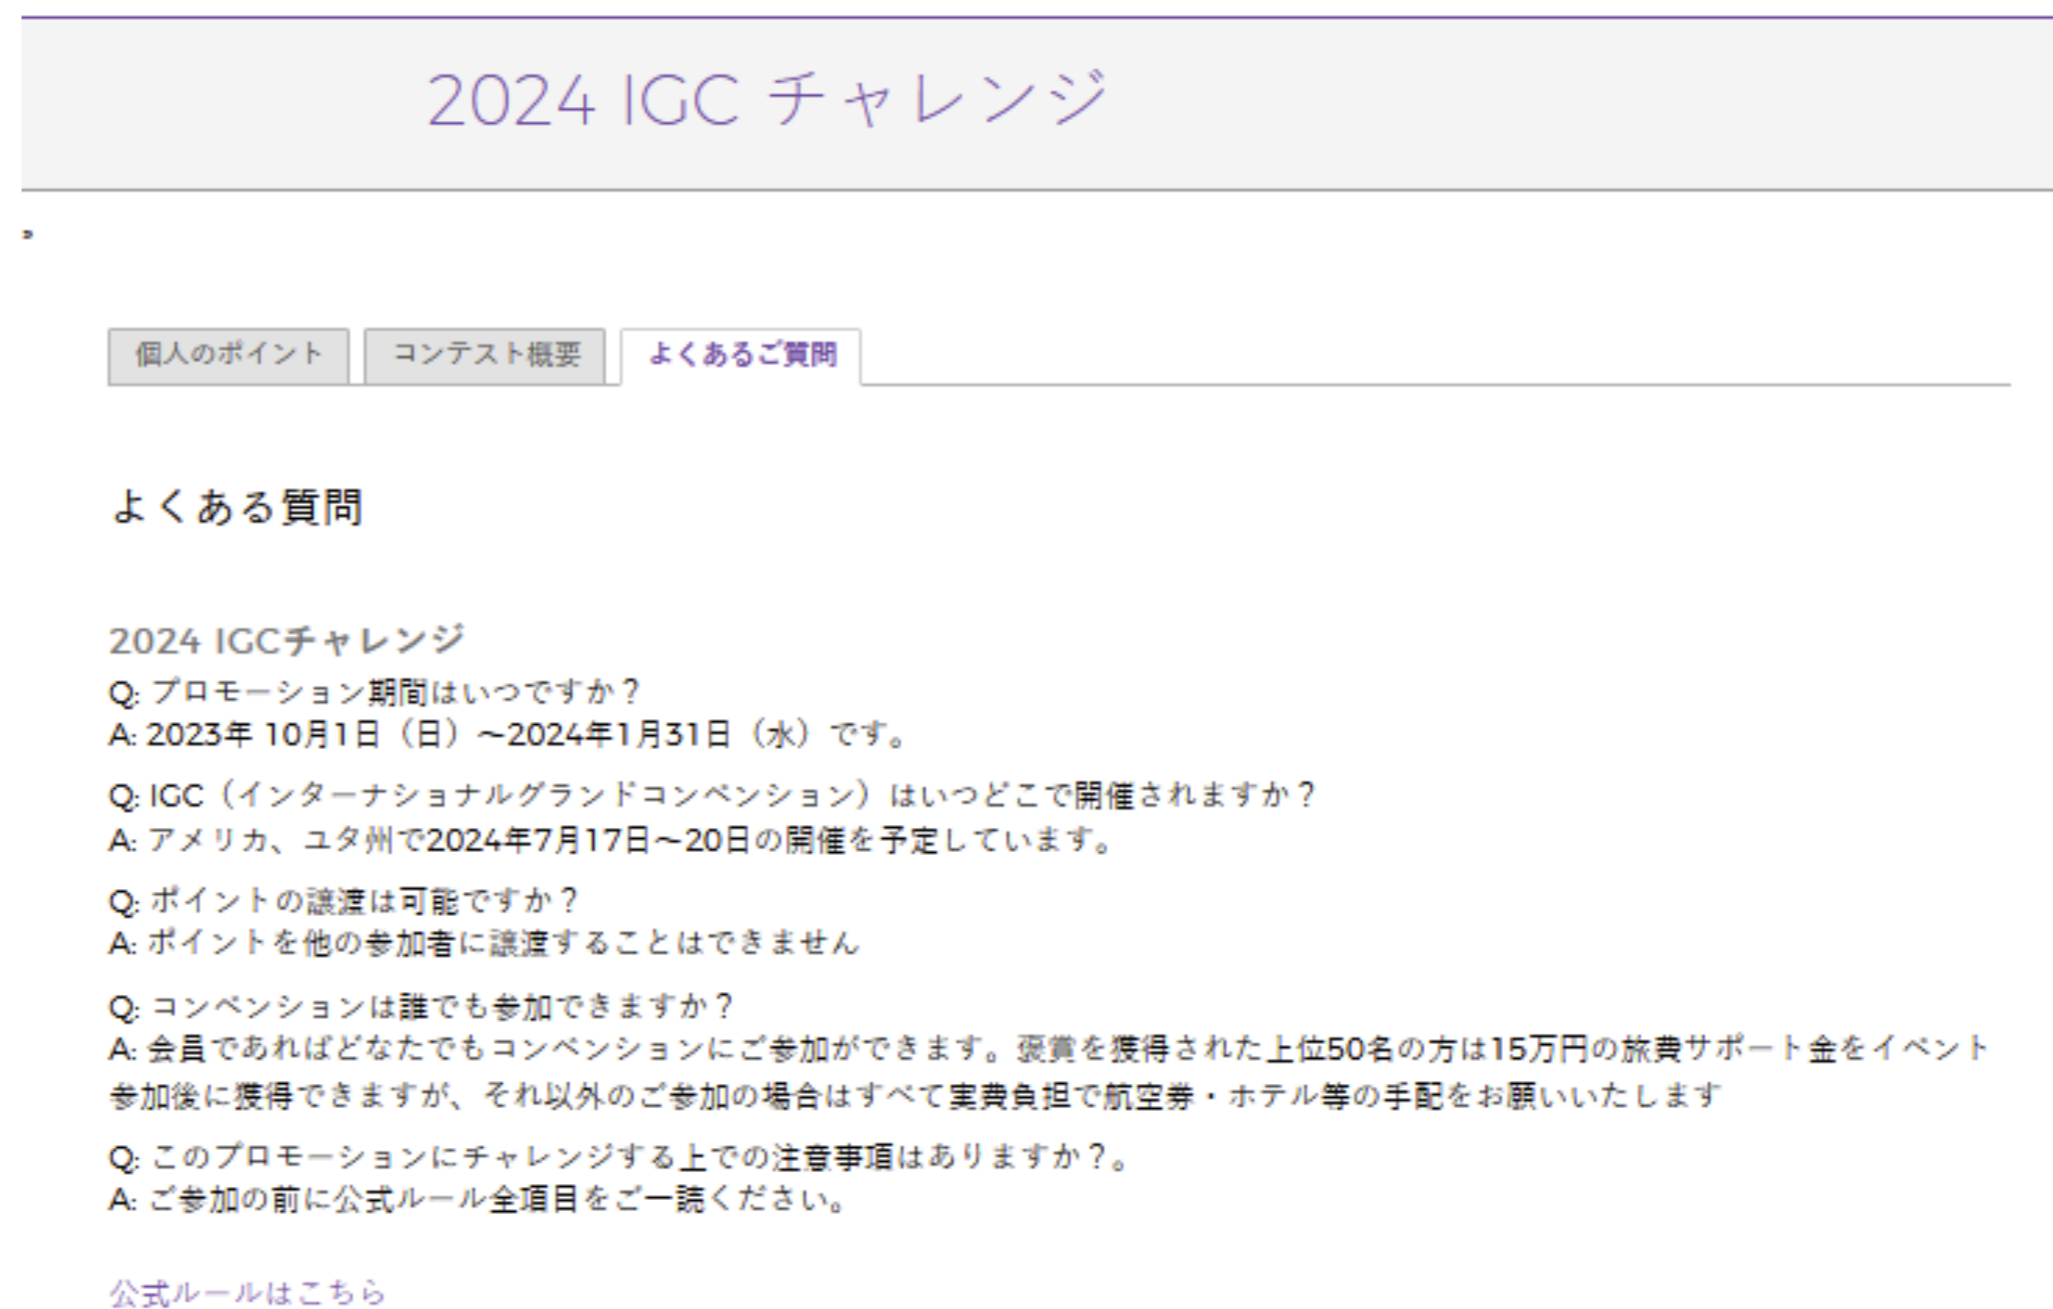 2024 IGC チャレンジ
。
個人のポイント
コンテスト概要
よくあるご質問
よくある質問
2024 IGCチャレンジ
Q: プロモーション期間はいつですか？
A: 2023年 10月1日（日）～2024年1月31日（水）です。
Q: IGC（インターナショナルグランドコンベンション）はいつどこで開催されますか？
A: アメリカ、ユタ州で2024年7月17日～20日の開催を予定しています。
Q: ポイントの譲渡は可能ですか？
A: ポイントを他の参加者に譲渡することはできません
Q: コンベンションは誰でも参加できますか？
A: 会員であればどなたでもコンベンションにご参加ができます。褒賞を獲得された上位50名の方は15万円の旅費サポート金をイベント
参加後に獲得できますが、それ以外のご参加の場合はすべて実費負担で航空券・ホテル等の手配をお願いいたします
Q: このプロモーションにチャレンジする上での注意事項はありますか？。
A: ご参加の前に公式ルール全項目をご一読ください。
公式ルールはこちら